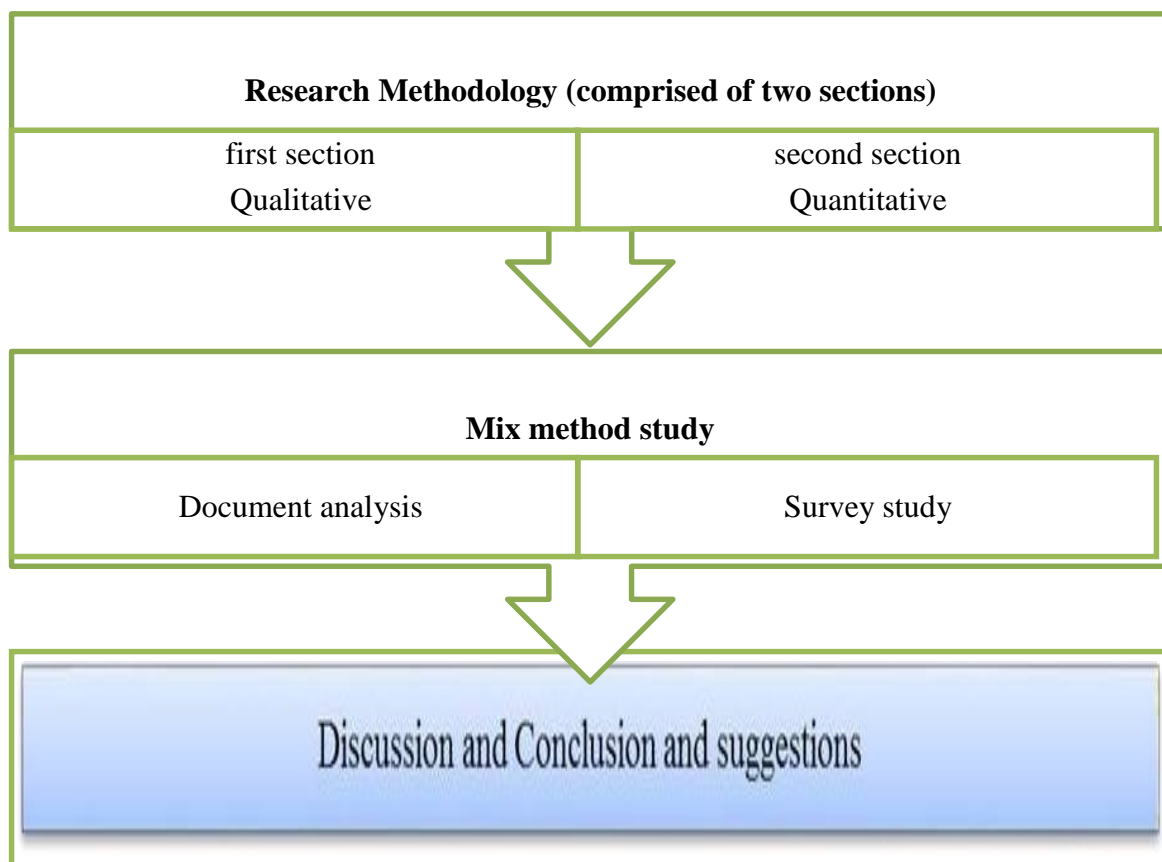 Research Methodology (comprised of two sections)
first section
Qualitative
second section
Quantitative
Mix method study
Document analysis
Survey study
Discussion and Conclusion and suggestions